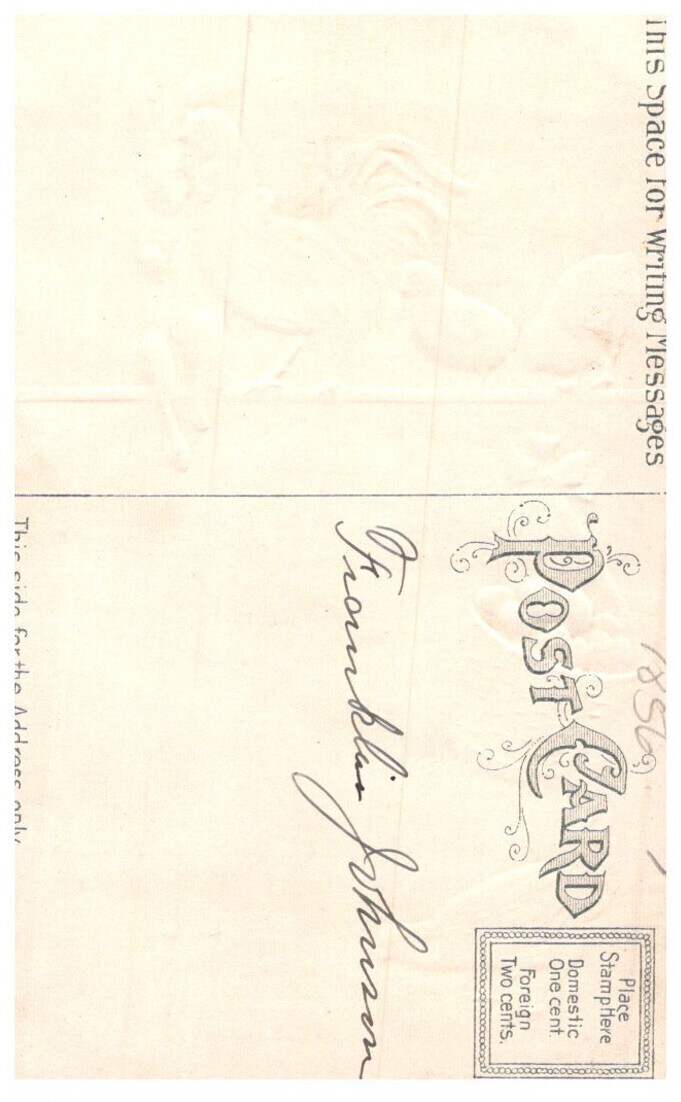 This Space for Writing Messages
POST CARD
Place
Stamp Here
Domestic
One cent
Foreign
Two cents.
Franklin Johnson
This side for the Address only